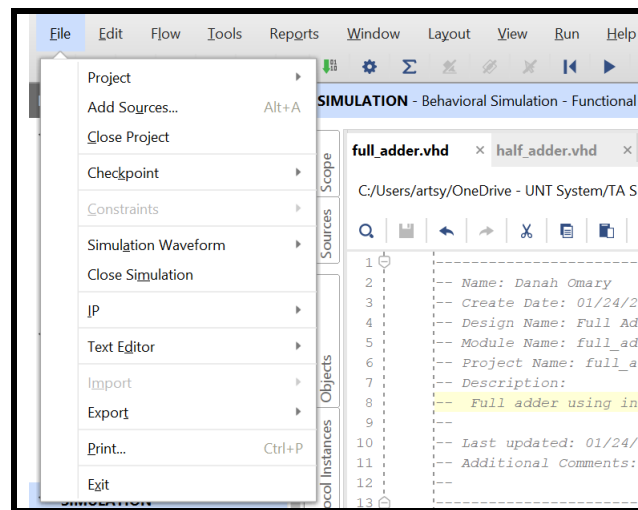 File Edit Flow Tools Reports Window Layout View Run Help
Project
Add Sources... Alt+A
Close Project
Checkpoint
Constraints
Simulation Waveform
Close Simulation
IP
Text Editor
Import
Export
Print... Ctrl+P
Exit
SIMULATION
SIMULATION - Behavioral Simulation - Functional
Scope
Sources
Objects
ocol Instances
full_adder.vhd × half_adder.vhd ×
C:/Users/artsy/OneDrive - UNT System/TA S
1 --------------------
2 -- Name: Danah Omary
3 -- Create Date: 01/24/2
4 -- Design Name: Full Ad
5 -- Module Name: full_ad
6 -- Project Name: full_a
7 -- Description:
8 -- Full adder using in
9 --
10 -- Last updated: 01/24/
11 -- Additional Comments:
12 --
13 --------------------